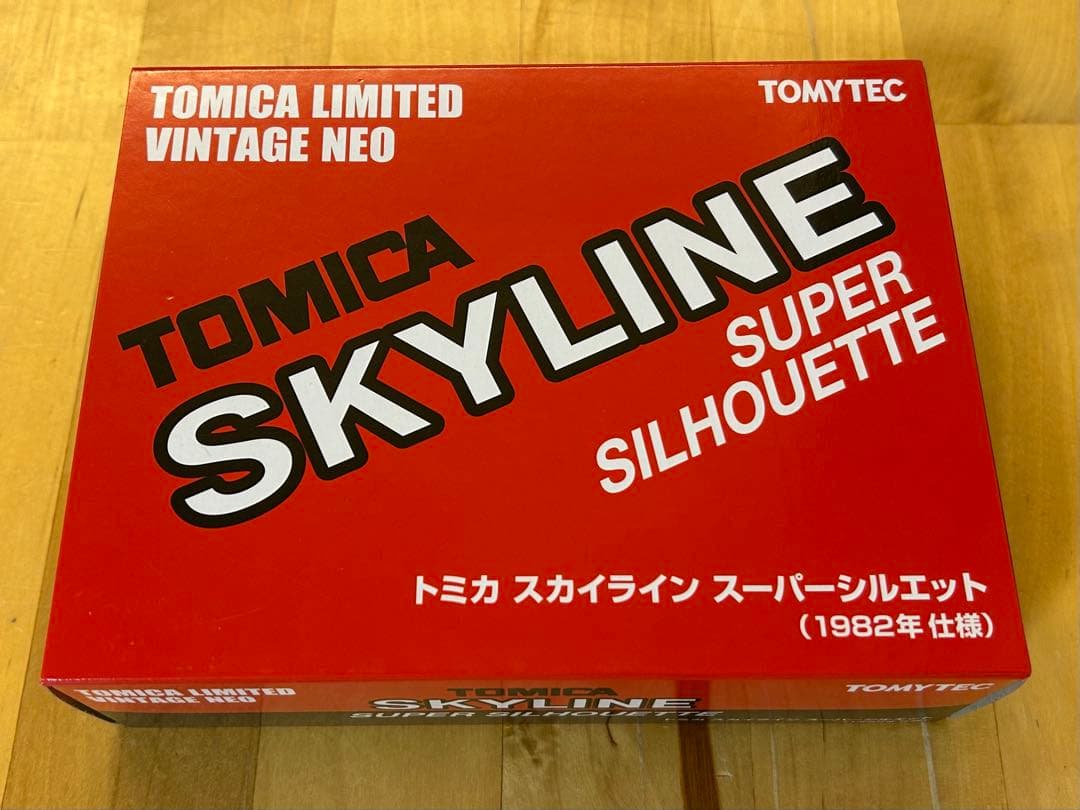 TOMICA LIMITED
VINTAGE NEO
TOMYTEC
TOMICA
SKYLINE
SUPER
SILHOUETTE
トミカ スカイライン スーパーシルエット
（1982年 仕様）
TOMICA LIMITED
VINTAGE NEO
TOMICA
SKYLINE
SUPER SILHOUETTE
TOMYTEC